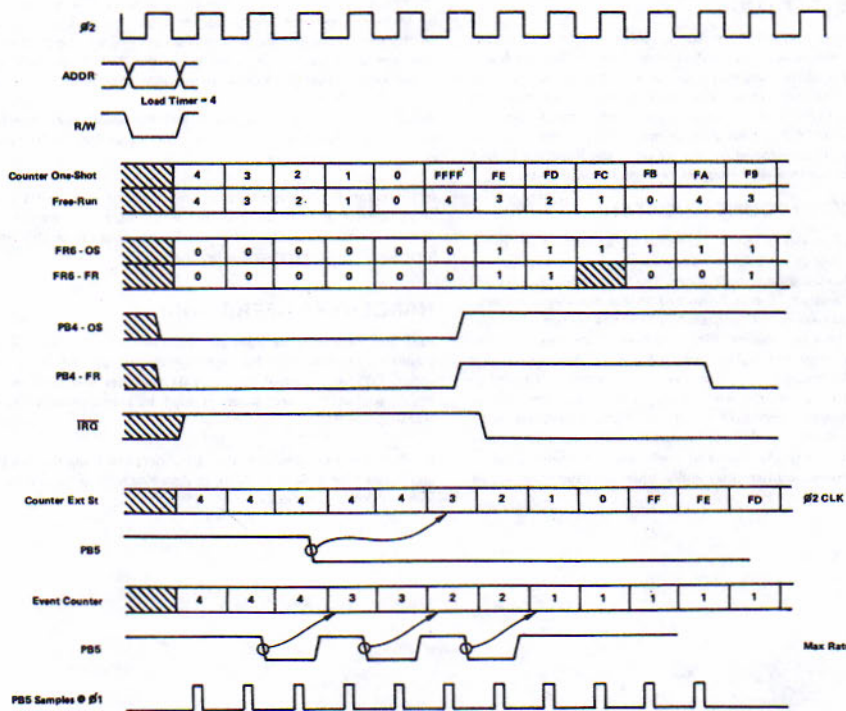 Ø2
ADDR
Load Timer = 4
R/W
Counter One-Shot 4 3 2 1 0 FFFF FE FD FC FB FA F9
Free-Run 4 3 2 1 0 3 2 1 0 4 3
FR6 - OS 0 0 0 0 0 0 1 1 1 1 1 1
FR6 - FR 0 0 0 0 0 0 1 1 0 0 1
PB4 - OS
PB4 - FR
IRQ
Counter Ext St 4 4 4 4 4 3 2 1 0 FF FE FD Ø2 CLK
PB5
Event Counter 4 4 4 3 3 2 2 1 1 1 1 1
PB5 Max Rate
PB5 Samples @ Ø1